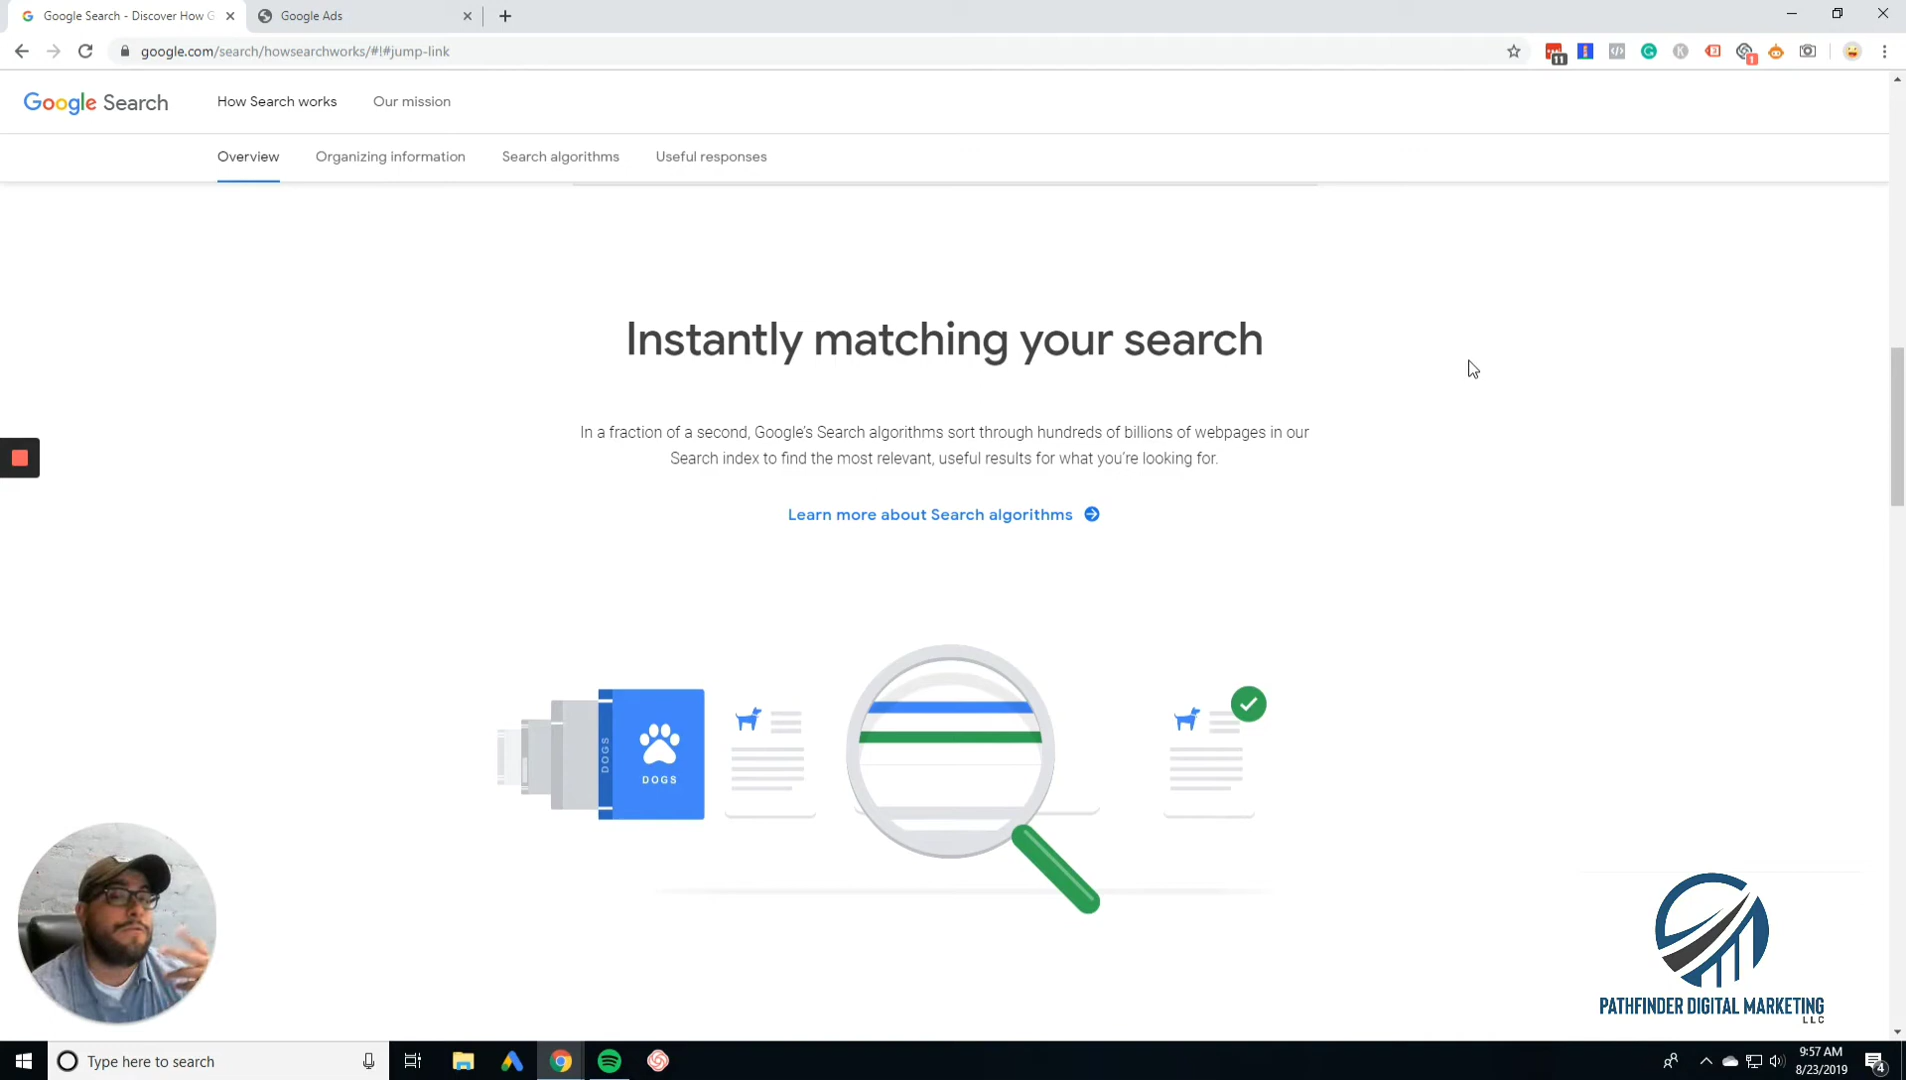 Google Search - Discover How G
Google Ads
google.com/search/howsearchworks/#!#jump-link
11
1
Google Search
How Search works
Our mission
Overview
Organizing information
Search algorithms
Useful responses
Instantly matching your search
In a fraction of a second, Google's Search algorithms sort through hundreds of billions of webpages in our
Search index to find the most relevant, useful results for what you're looking for.
Learn more about Search algorithms
DOGS
DOGS
PATHFINDER DIGITAL MARKETING
LLC
Type here to search
9:57 AM
8/23/2019
4